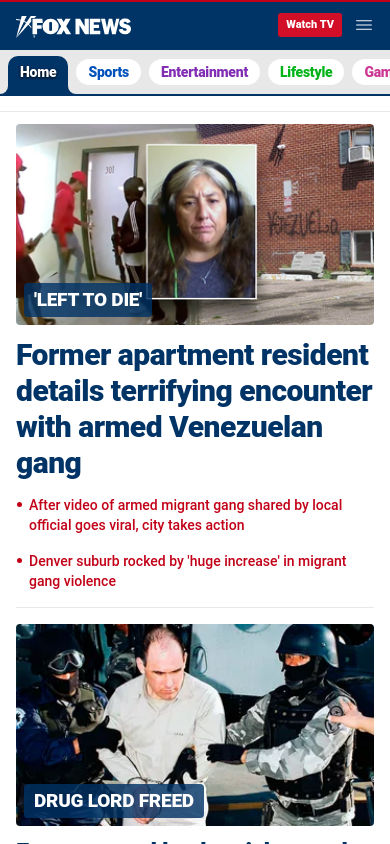 FOX NEWS
Watch TV
Home
Sports
Entertainment
Lifestyle
301
VENEZUELA
'LEFT TO DIE'
Former apartment resident
details terrifying encounter
with armed Venezuelan
gang
• After video of armed migrant gang shared by local
official goes viral, city takes action
• Denver suburb rocked by 'huge increase' in migrant
gang violence
DRUG LORD FREED